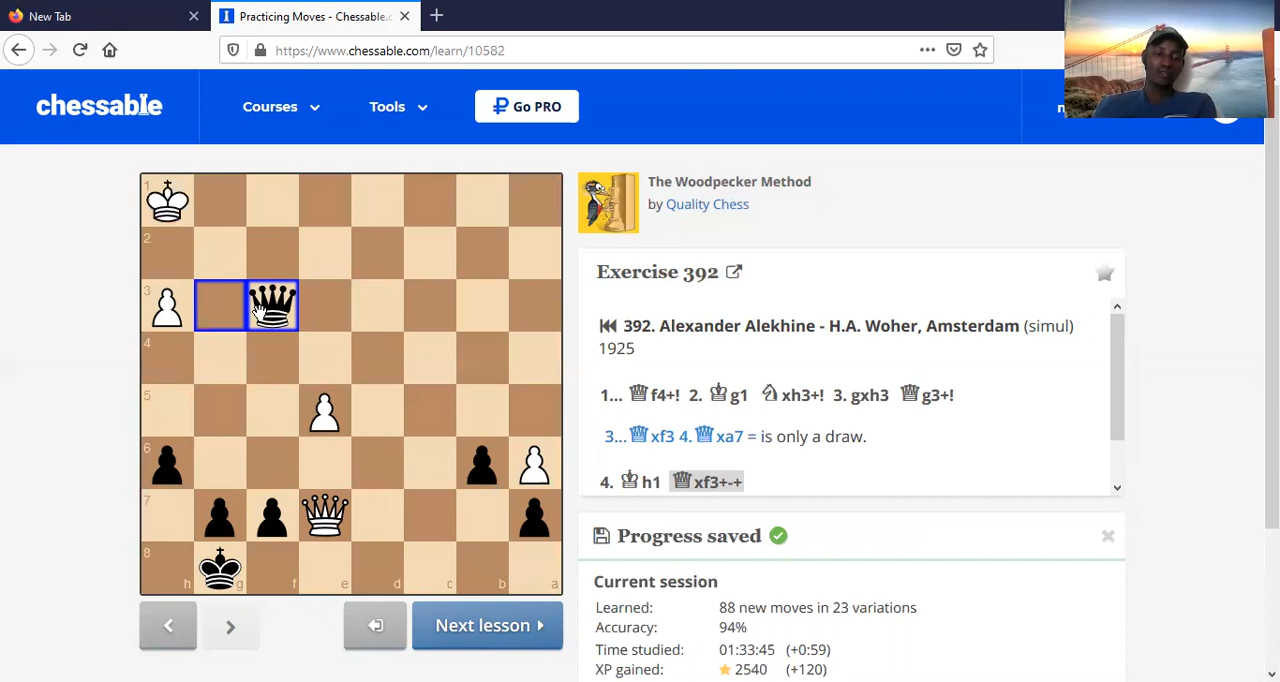 New Tab
Practicing Moves - Chessable.c
https://www.chessable.com/learn/10582
chessable
Courses
Tools
Go PRO
The Woodpecker Method
by Quality Chess
Exercise 392
392. Alexander Alekhine - H.A. Woher, Amsterdam (simul)
1925
1... ♕f4+! 2. ♔g1 ♘xh3+! 3. gxh3 ♕g3+!
3...♕xf3 4.♕xa7 = is only a draw.
4. ♔h1 ♕xf3+-+
1
2
3
4
5
6
7
8
h g f e d c b a
Next lesson
Progress saved
Current session
Learned: 88 new moves in 23 variations
Accuracy: 94%
Time studied: 01:33:45 (+0:59)
XP gained: 2540 (+120)